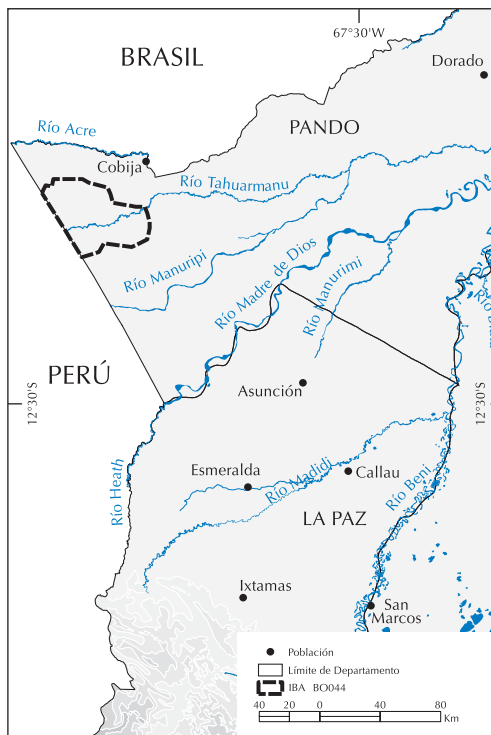 67°30'W
BRASIL
Dorado
PANDO
Río Acre
Cobija
Río Tahuarmanu
Río Manuripi
Río Madre de Dios
Río Manurimi
PERÚ
Asunción
12°30'S
12°30'S
Río Heath
Esmeralda
Río Madidi
Callau
Río Beni
LA PAZ
Ixtamas
San
Marcos
Población
Límite de Departamento
IBA BO044
40 20 0 40 80
Km